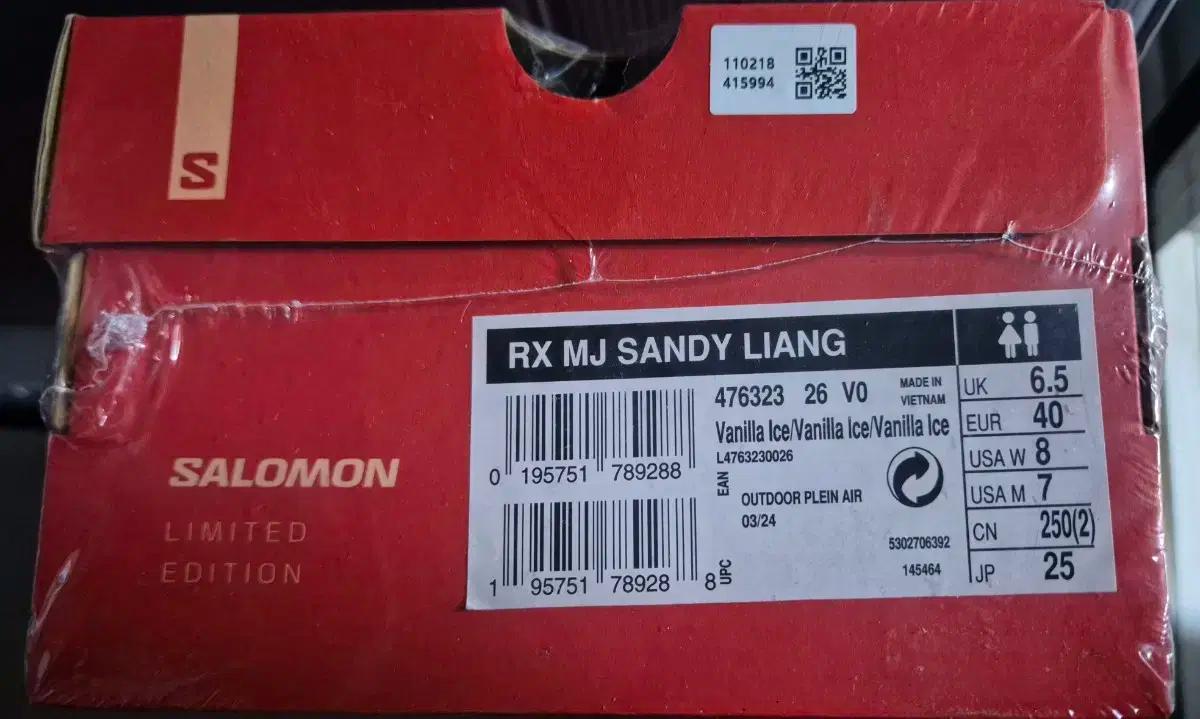 S
110218
415994
SALOMON
LIMITED
EDITION
RX MJ SANDY LIANG
476323 26 V0
MADE IN
VIETNAM
Vanilla Ice/Vanilla Ice/Vanilla Ice
L4763230026
0 195751 789288
EAN
OUTDOOR PLEIN AIR
03/24
5302706392
145464
1 95751 78928 8
UPC
UK 6.5
EUR 40
USA W 8
USA M 7
CN 250(2)
JP 25